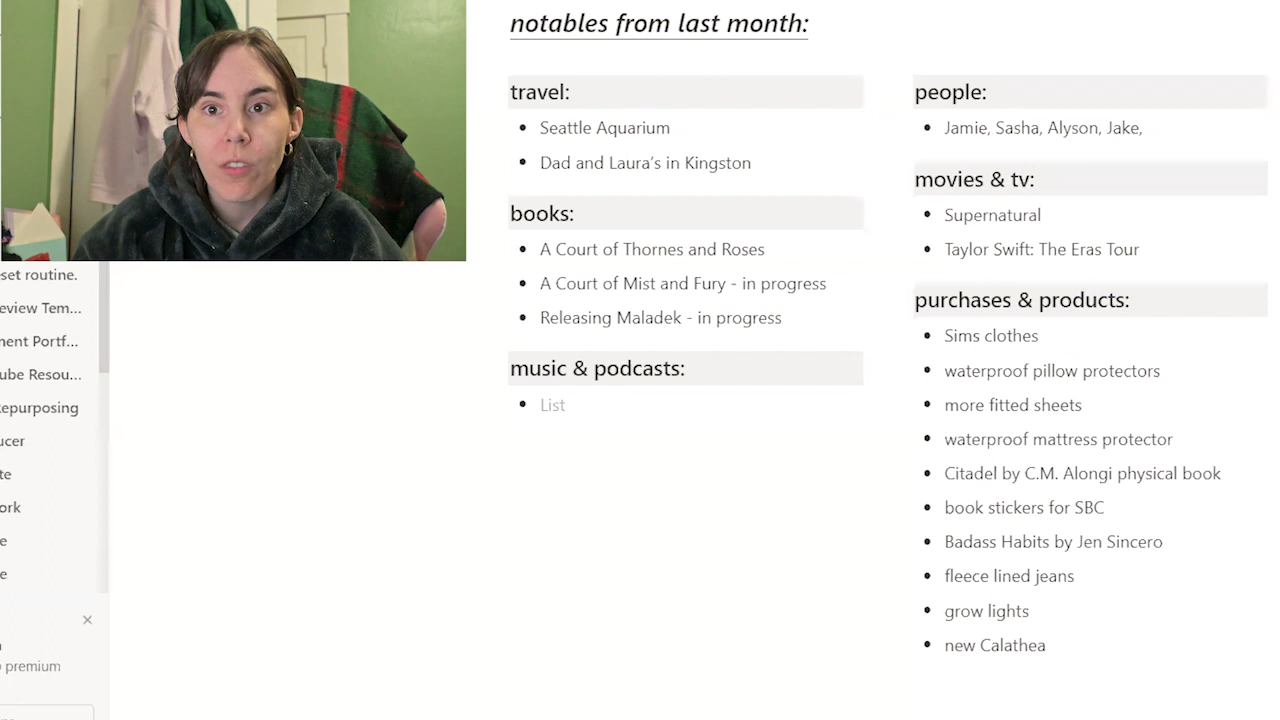 notables from last month:
travel:
Seattle Aquarium
Dad and Laura's in Kingston
books:
A Court of Thornes and Roses
A Court of Mist and Fury - in progress
Releasing Maladek - in progress
music & podcasts:
List
people:
Jamie, Sasha, Alyson, Jake,
movies & tv:
Supernatural
Taylor Swift: The Eras Tour
purchases & products:
Sims clothes
waterproof pillow protectors
more fitted sheets
waterproof mattress protector
Citadel by C.M. Alongi physical book
book stickers for SBC
Badass Habits by Jen Sincero
fleece lined jeans
grow lights
new Calathea
set routine.
eview Tem...
nent Portf...
ube Resou...
epurposing
ucer
te
ork
e
e
premium